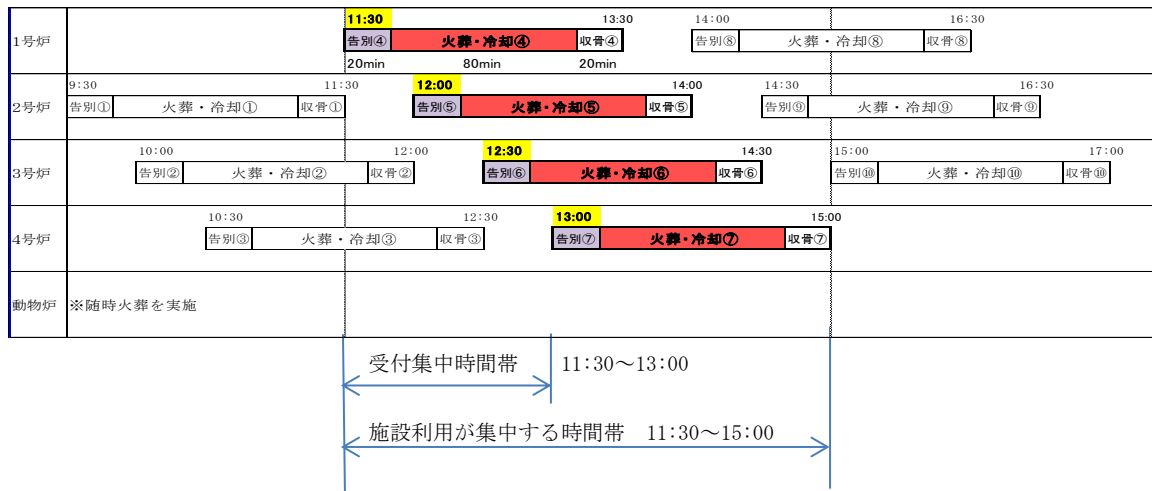 11:30 13:30 14:00 16:30
1号炉 告別④ 火葬・冷却④ 収骨④ 告別⑧ 火葬・冷却⑧ 収骨⑧
20min 80min 20min
9:30 11:30 12:00 14:00 14:30 16:30
2号炉 告別① 火葬・冷却① 収骨① 告別⑤ 火葬・冷却⑤ 収骨⑤ 告別⑨ 火葬・冷却⑨ 収骨⑨
10:00 12:00 12:30 14:30 15:00 17:00
3号炉 告別② 火葬・冷却② 収骨② 告別⑥ 火葬・冷却⑥ 収骨⑥ 告別⑩ 火葬・冷却⑩ 収骨⑩
10:30 12:30 13:00 15:00
4号炉 告別③ 火葬・冷却③ 収骨③ 告別⑦ 火葬・冷却⑦ 収骨⑦
動物炉 ※随時火葬を実施
受付集中時間帯 11:30～13:00
施設利用が集中する時間帯 11:30～15:00